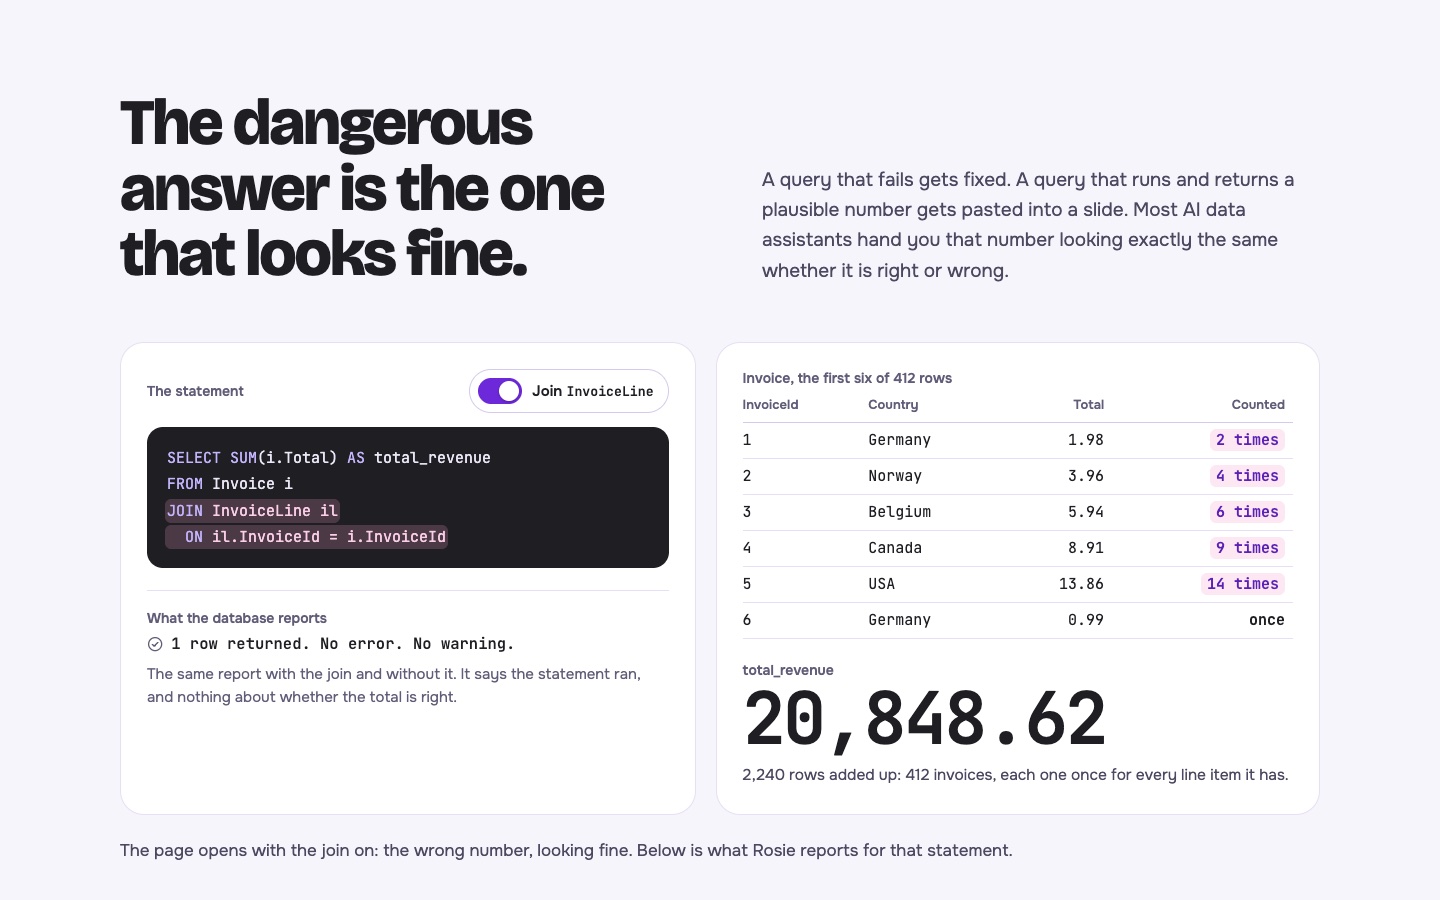 The dangerous
answer is the one
that looks fine.
A query that fails gets fixed. A query that runs and returns a
plausible number gets pasted into a slide. Most AI data
assistants hand you that number looking exactly the same
whether it is right or wrong.
The statement
Join InvoiceLine
SELECT SUM(i.Total) AS total_revenue
FROM Invoice i
JOIN InvoiceLine il
  ON il.InvoiceId = i.InvoiceId
What the database reports
1 row returned. No error. No warning.
The same report with the join and without it. It says the statement ran,
and nothing about whether the total is right.
Invoice, the first six of 412 rows
InvoiceId Country Total Counted
1 Germany 1.98 2 times
2 Norway 3.96 4 times
3 Belgium 5.94 6 times
4 Canada 8.91 9 times
5 USA 13.86 14 times
6 Germany 0.99 once
total_revenue
20,848.62
2,240 rows added up: 412 invoices, each one once for every line item it has.
The page opens with the join on: the wrong number, looking fine. Below is what Rosie reports for that statement.